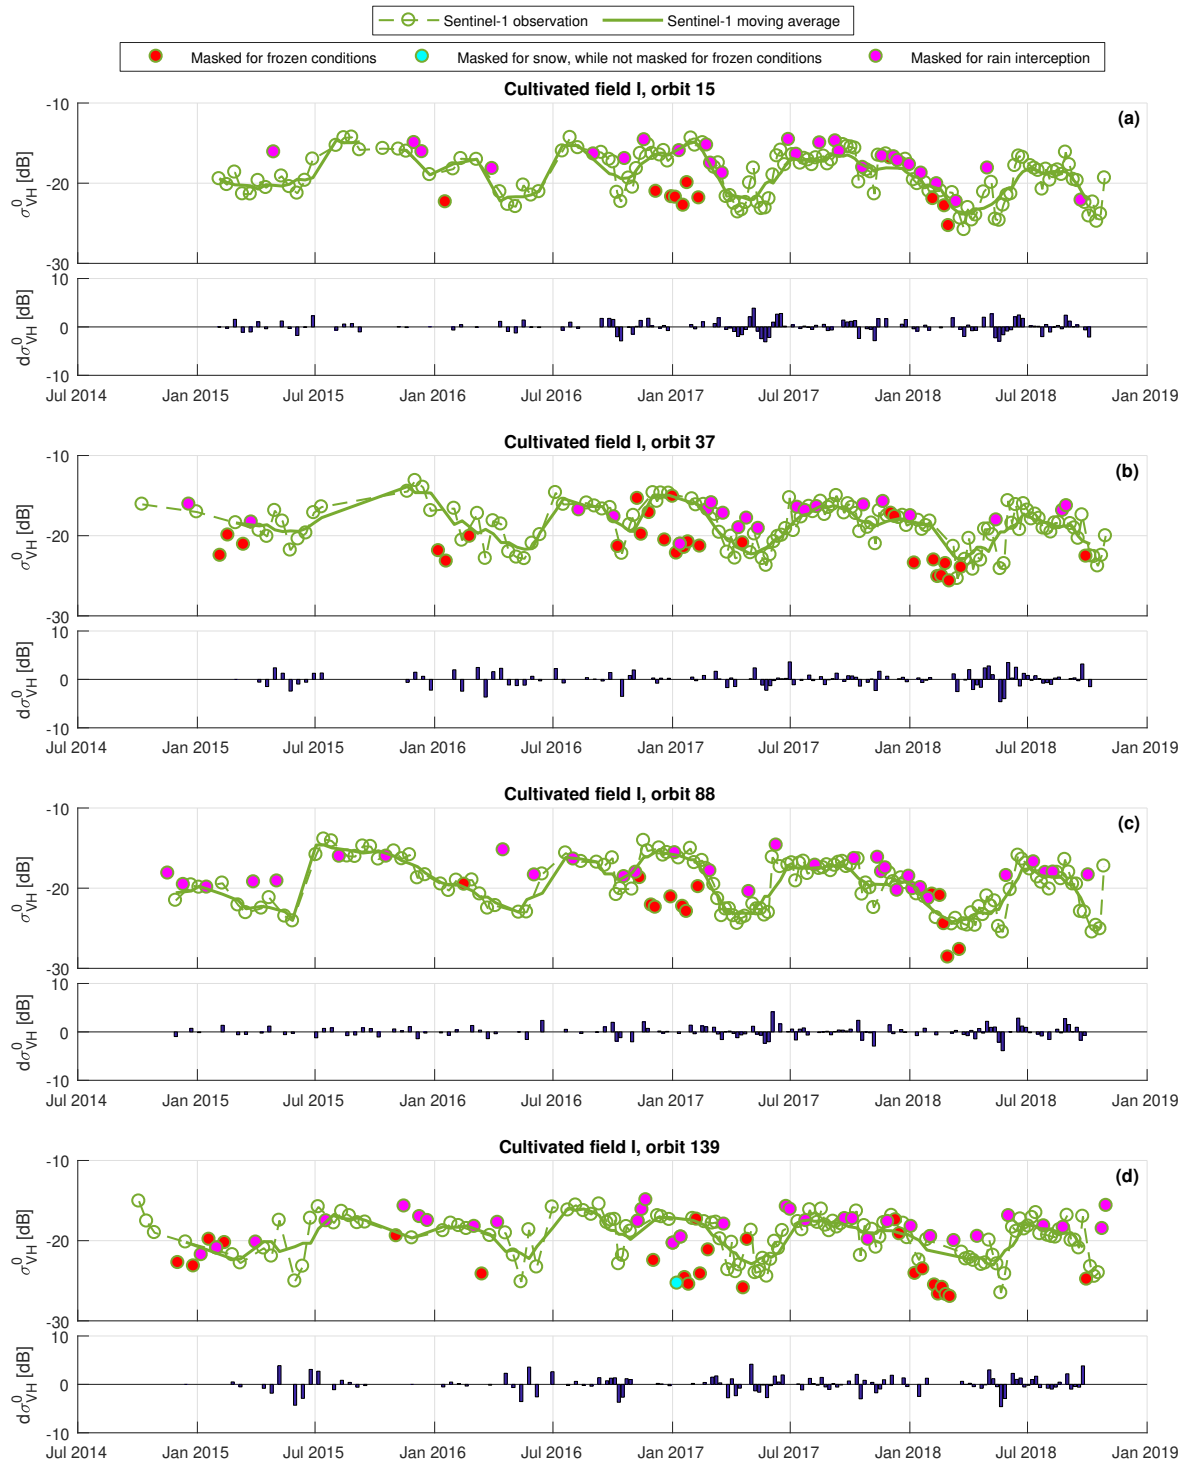 Sentinel-1 observation Sentinel-1 moving average
Masked for frozen conditions Masked for snow, while not masked for frozen conditions Masked for rain interception
Cultivated field I, orbit 15
(a)
-10
-20
-30
σ⁰VH [dB]
10
0
-10
dσ⁰VH [dB]
Jul 2014 Jan 2015 Jul 2015 Jan 2016 Jul 2016 Jan 2017 Jul 2017 Jan 2018 Jul 2018 Jan 2019
Cultivated field I, orbit 37
(b)
-10
-20
-30
σ⁰VH [dB]
10
0
-10
dσ⁰VH [dB]
Jul 2014 Jan 2015 Jul 2015 Jan 2016 Jul 2016 Jan 2017 Jul 2017 Jan 2018 Jul 2018 Jan 2019
Cultivated field I, orbit 88
(c)
-10
-20
-30
σ⁰VH [dB]
10
0
-10
dσ⁰VH [dB]
Jul 2014 Jan 2015 Jul 2015 Jan 2016 Jul 2016 Jan 2017 Jul 2017 Jan 2018 Jul 2018 Jan 2019
Cultivated field I, orbit 139
(d)
-10
-20
-30
σ⁰VH [dB]
10
0
-10
dσ⁰VH [dB]
Jul 2014 Jan 2015 Jul 2015 Jan 2016 Jul 2016 Jan 2017 Jul 2017 Jan 2018 Jul 2018 Jan 2019